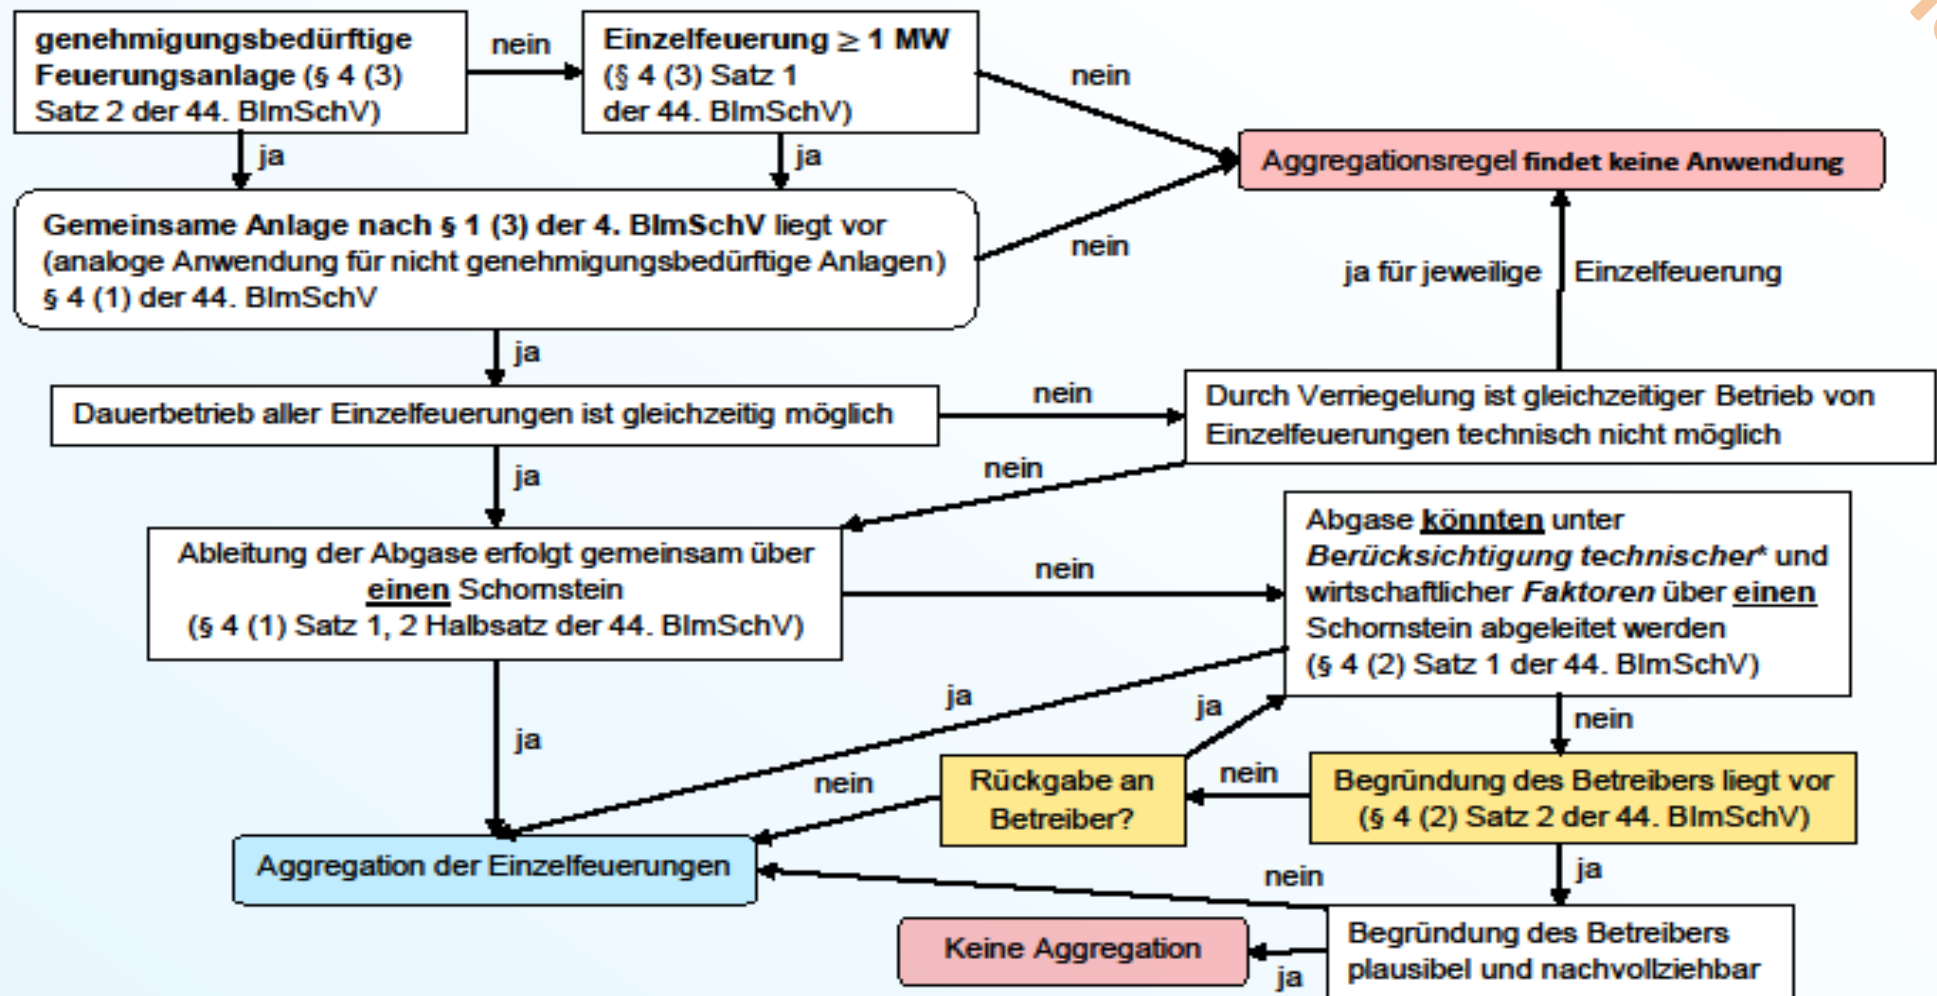 genehmigungsbedürftige
Feuerungsanlage (§ 4 (3)
Satz 2 der 44. BImSchV)
nein
Einzelfeuerung ≥ 1 MW
(§ 4 (3) Satz 1
der 44. BImSchV)
nein
ja
ja
Aggregationsregel findet keine Anwendung
Gemeinsame Anlage nach § 1 (3) der 4. BImSchV liegt vor
(analoge Anwendung für nicht genehmigungsbedürftige Anlagen)
§ 4 (1) der 44. BImSchV
nein
ja für jeweilige Einzelfeuerung
ja
Dauerbetrieb aller Einzelfeuerungen ist gleichzeitig möglich
nein
Durch Verriegelung ist gleichzeitiger Betrieb von
Einzelfeuerungen technisch nicht möglich
ja
nein
Ableitung der Abgase erfolgt gemeinsam über
einen Schornstein
(§ 4 (1) Satz 1, 2 Halbsatz der 44. BImSchV)
nein
Abgase könnten unter
Berücksichtigung technischer* und
wirtschaftlicher Faktoren über einen
Schornstein abgeleitet werden
(§ 4 (2) Satz 1 der 44. BImSchV)
ja
ja
ja
nein
nein
Rückgabe an
Betreiber?
nein
Begründung des Betreibers liegt vor
(§ 4 (2) Satz 2 der 44. BImSchV)
Aggregation der Einzelfeuerungen
nein
ja
Keine Aggregation
ja
Begründung des Betreibers
plausibel und nachvollziehbar